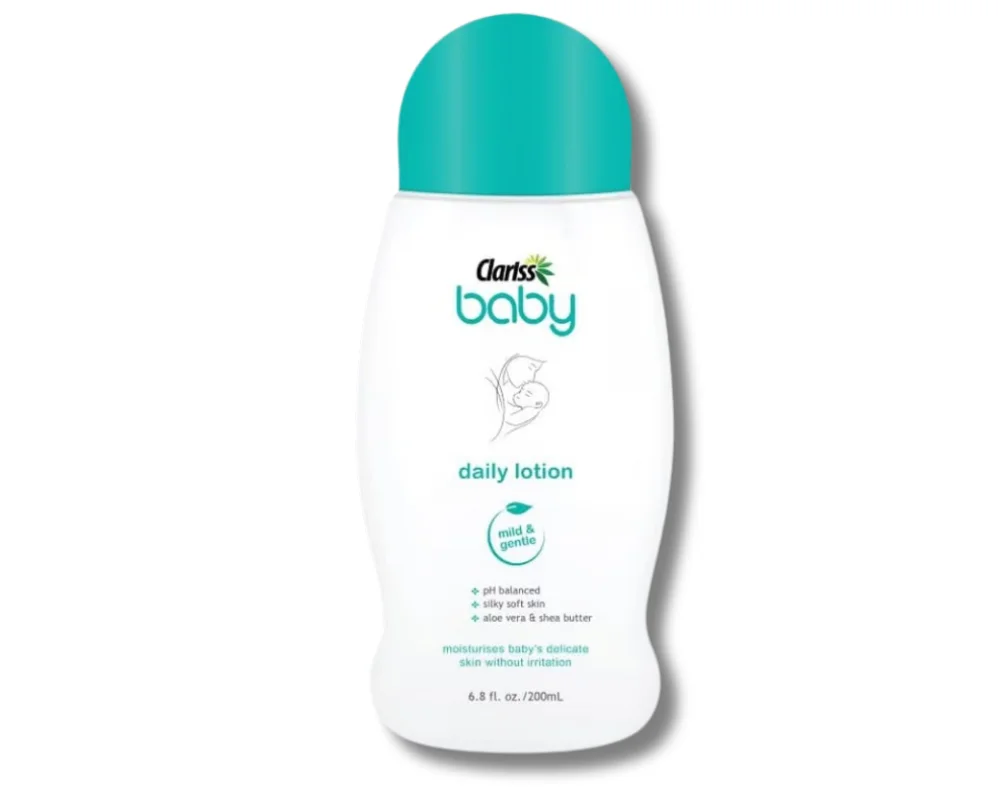 Clariss
baby
daily lotion
mild &
gentle
pH balanced
silky soft skin
aloe vera & shea butter
moisturises baby's delicate
skin without irritation
6.8 fl. oz./200mL